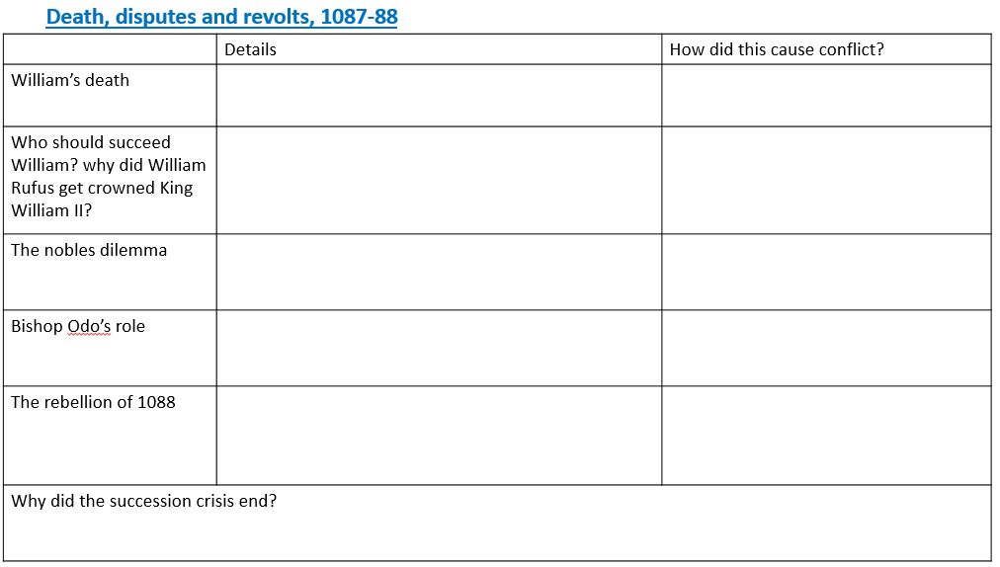 Death, disputes and revolts, 1087-88
Details
How did this cause conflict?
William’s death
Who should succeed
William? why did William
Rufus get crowned King
William II?
The nobles dilemma
Bishop Odo’s role
The rebellion of 1088
Why did the succession crisis end?